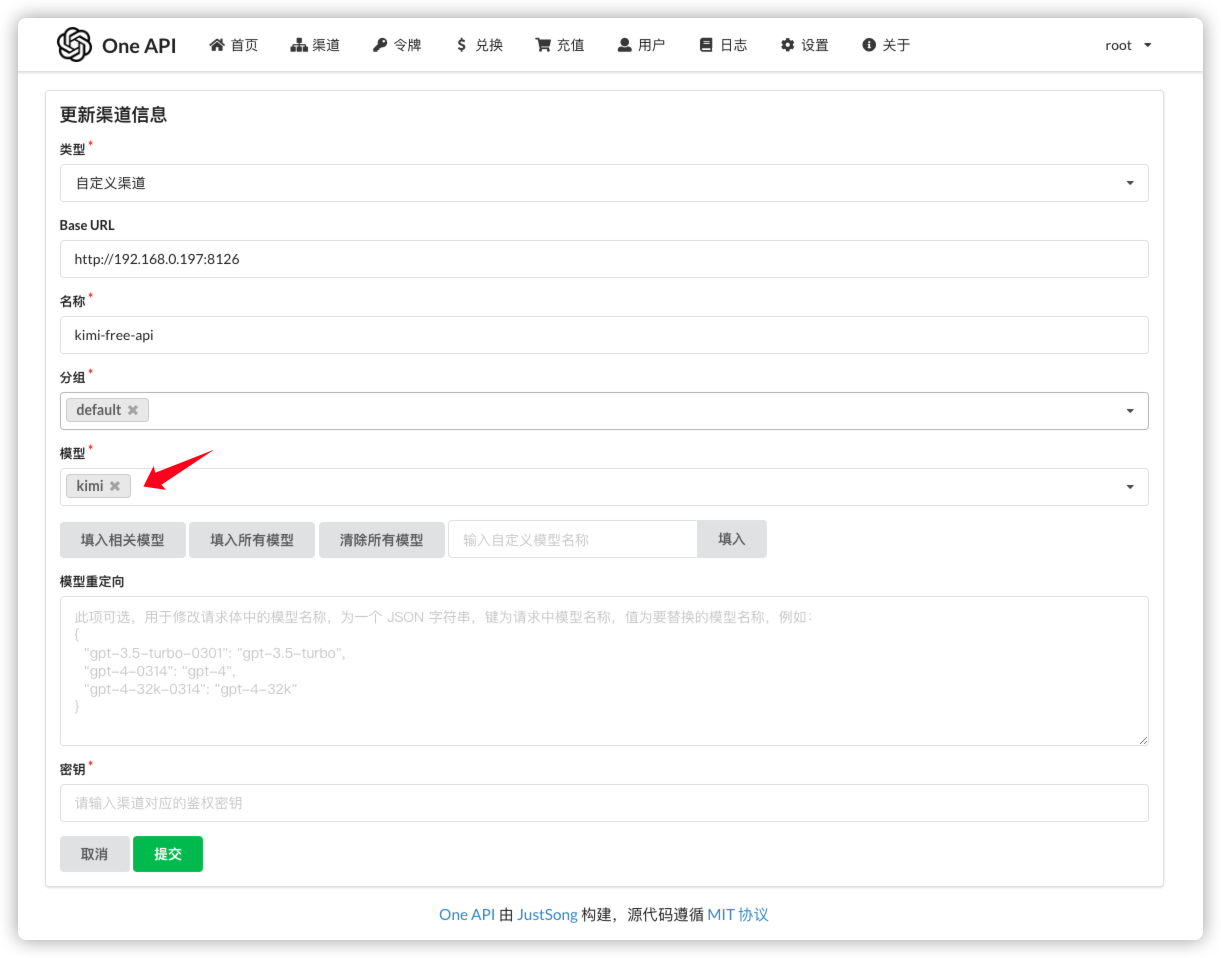 One API 首页 渠道 令牌 兑换 充值 用户 日志 设置 关于 root
更新渠道信息
类型*
自定义渠道
Base URL
http://192.168.0.197:8126
名称*
kimi-free-api
分组*
default
模型*
kimi
填入相关模型 填入所有模型 清除所有模型 输入自定义模型名称 填入
模型重定向
此项可选，用于修改请求体中的模型名称，为一个 JSON 字符串，键为请求中模型名称，值为要替换的模型名称，例如：
{
"gpt-3.5-turbo-0301": "gpt-3.5-turbo",
"gpt-4-0314": "gpt-4",
"gpt-4-32k-0314": "gpt-4-32k"
}
密钥*
请输入渠道对应的鉴权密钥
取消 提交
One API 由 JustSong 构建，源代码遵循 MIT 协议